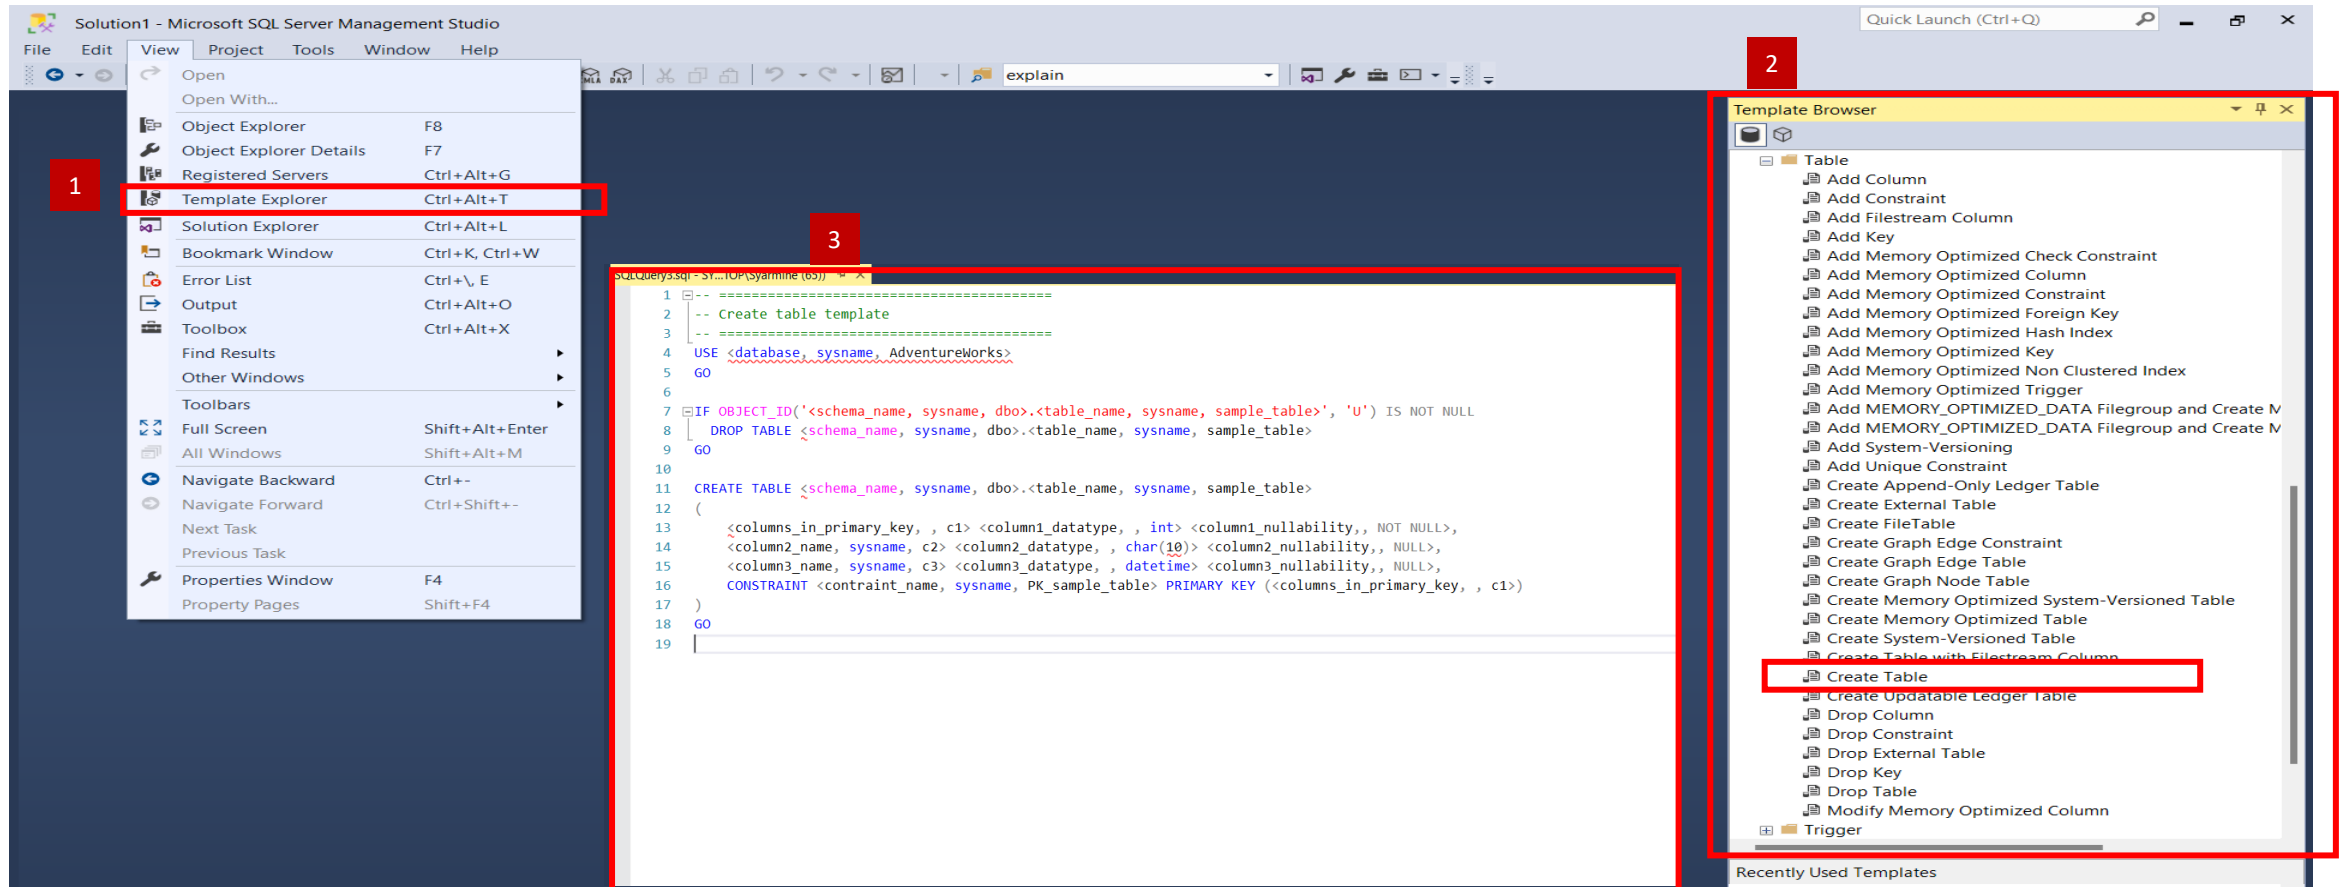 Solution1 - Microsoft SQL Server Management Studio
Quick Launch (Ctrl+Q)
File Edit View Project Tools Window Help
MLA DAX explain
Open
Open With...
Object Explorer F8
Object Explorer Details F7
Registered Servers Ctrl+Alt+G
1
Template Explorer Ctrl+Alt+T
Solution Explorer Ctrl+Alt+L
Bookmark Window Ctrl+K, Ctrl+W
Error List Ctrl+\, E
Output Ctrl+Alt+O
Toolbox Ctrl+Alt+X
Find Results
Other Windows
Toolbars
Full Screen Shift+Alt+Enter
All Windows Shift+Alt+M
Navigate Backward Ctrl+-
Navigate Forward Ctrl+Shift+-
Next Task
Previous Task
Properties Window F4
Property Pages Shift+F4
3
SQLQuery3.sql - SY...TOP\Syarmine (65))
1 -- =========================================
2 -- Create table template
3 -- =========================================
4 USE <database, sysname, AdventureWorks>
5 GO
6
7 IF OBJECT_ID('<schema_name, sysname, dbo>.<table_name, sysname, sample_table>', 'U') IS NOT NULL
8 DROP TABLE <schema_name, sysname, dbo>.<table_name, sysname, sample_table>
9 GO
10
11 CREATE TABLE <schema_name, sysname, dbo>.<table_name, sysname, sample_table>
12 (
13 <columns_in_primary_key, , c1> <column1_datatype, , int> <column1_nullability,, NOT NULL>,
14 <column2_name, sysname, c2> <column2_datatype, , char(10)> <column2_nullability,, NULL>,
15 <column3_name, sysname, c3> <column3_datatype, , datetime> <column3_nullability,, NULL>,
16 CONSTRAINT <contraint_name, sysname, PK_sample_table> PRIMARY KEY (<columns_in_primary_key, , c1>)
17 )
18 GO
19
2
Template Browser
Table
Add Column
Add Constraint
Add Filestream Column
Add Key
Add Memory Optimized Check Constraint
Add Memory Optimized Column
Add Memory Optimized Constraint
Add Memory Optimized Foreign Key
Add Memory Optimized Hash Index
Add Memory Optimized Key
Add Memory Optimized Non Clustered Index
Add Memory Optimized Trigger
Add MEMORY_OPTIMIZED_DATA Filegroup and Create M
Add MEMORY_OPTIMIZED_DATA Filegroup and Create M
Add System-Versioning
Add Unique Constraint
Create Append-Only Ledger Table
Create External Table
Create FileTable
Create Graph Edge Constraint
Create Graph Edge Table
Create Graph Node Table
Create Memory Optimized System-Versioned Table
Create Memory Optimized Table
Create System-Versioned Table
Create Table with Filestream Column
Create Table
Create Updatable Ledger Table
Drop Column
Drop Constraint
Drop External Table
Drop Key
Drop Table
Modify Memory Optimized Column
Trigger
Recently Used Templates